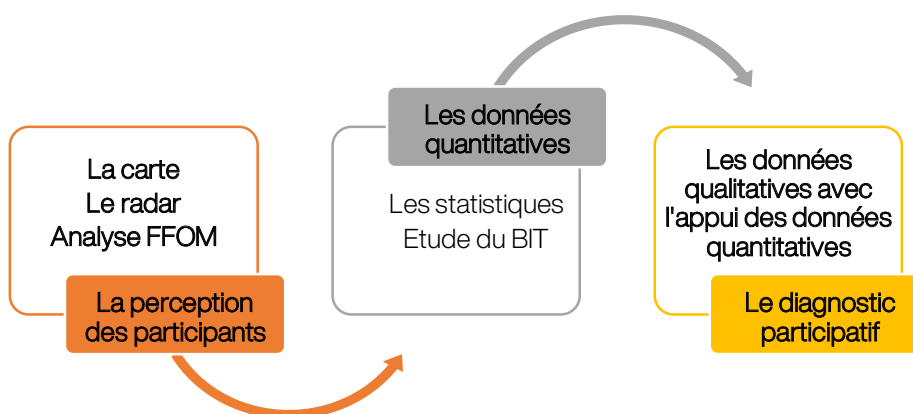 La carte
Le radar
Analyse FFOM
La perception
des participants
Les données
quantitatives
Les statistiques
Etude du BIT
Les données
qualitatives avec
l'appui des données
quantitatives
Le diagnostic
participatif